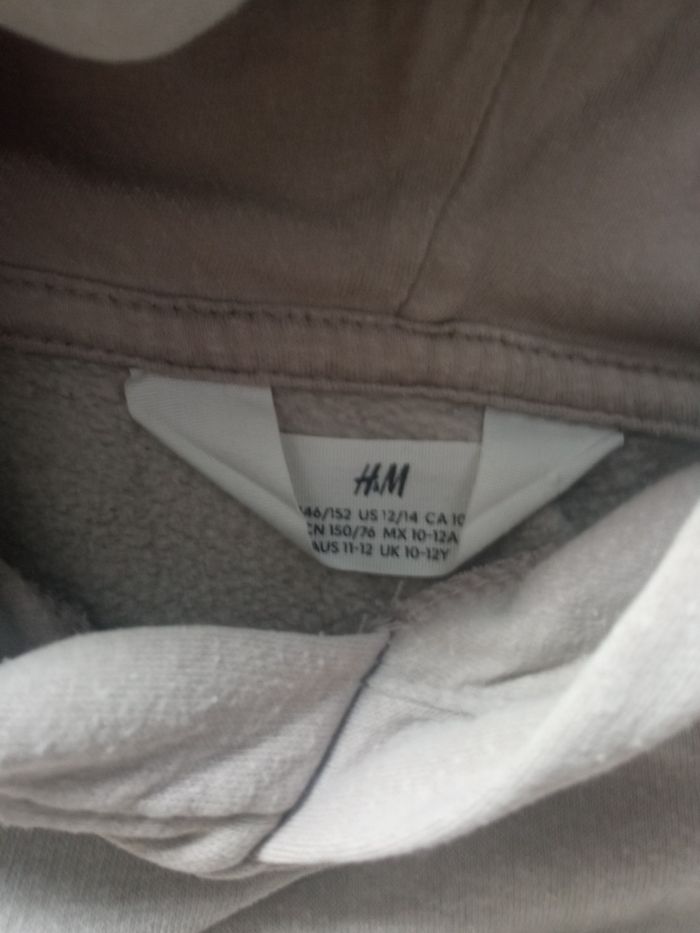 H&M
146/152 US 12/14 CA 10
CN 150/76 MX 10-12A
AUS 11-12 UK 10-12Y